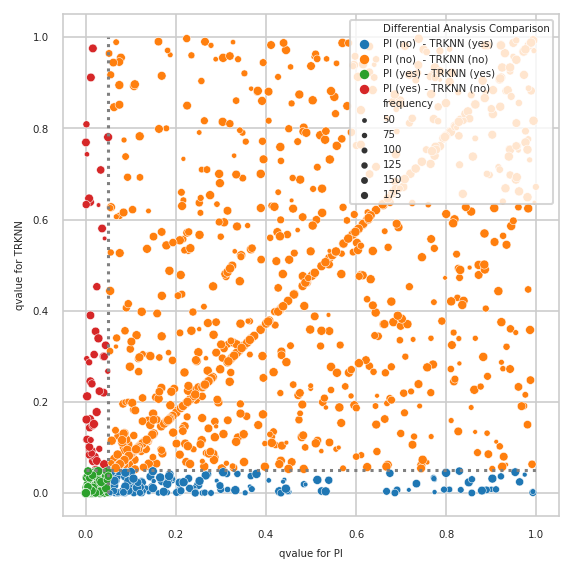 Differential Analysis Comparison
PI (no)  - TRKNN (yes)
PI (no)  - TRKNN (no)
PI (yes) - TRKNN (yes)
PI (yes) - TRKNN (no)
frequency
50
75
100
125
150
175
1.0
0.8
0.6
0.4
0.2
0.0
qvalue for TRKNN
0.0 0.2 0.4 0.6 0.8 1.0
qvalue for PI